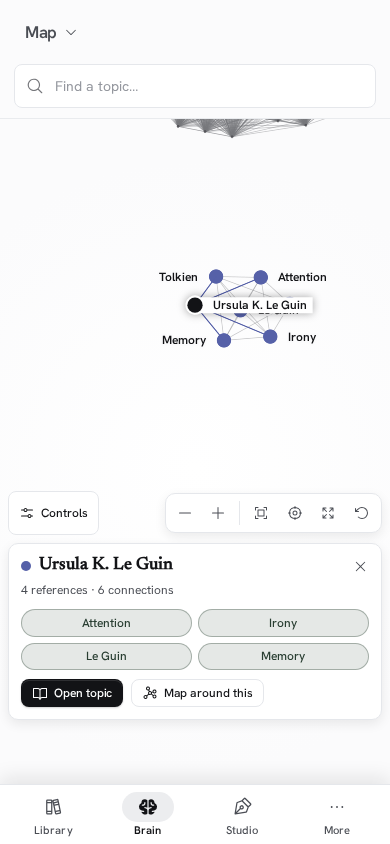 Map
Find a topic...
Tolkien
Attention
Ursula K. Le Guin
Memory
Irony
Controls
Ursula K. Le Guin
4 references · 6 connections
Attention
Irony
Le Guin
Memory
Open topic
Map around this
Library
Brain
Studio
More